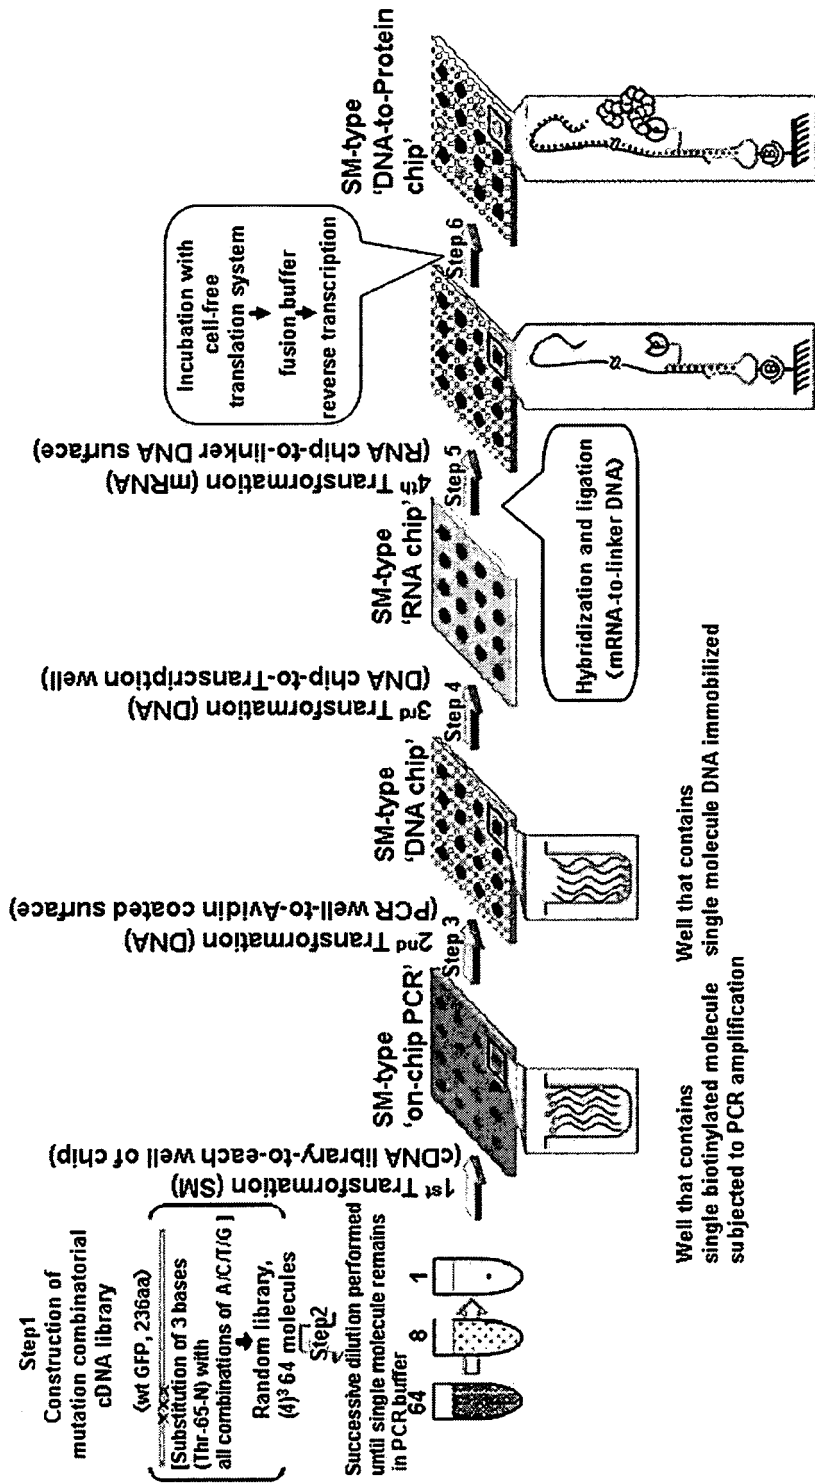 Step1
Construction of
mutation combinatorial
cDNA library
(wt GFP, 236aa)
[Substitution of 3 bases
(Thr-65-N) with
all combinations of A/C/T/G ]
Random library,
(4)³ 64 molecules
Step2
Successive dilution performed
until single molecule remains
in PCR buffer
64
8
1
1st Transformation (SM)
(cDNA library-to-each well of chip)
SM-type
'on-chip PCR'
Well that contains
single biotinylated molecule
subjected to PCR amplification
2nd Transformation (DNA)
(PCR well-to-Avidin coated surface)
Step 3
SM-type
'DNA chip'
Well that contains
single molecule DNA immobilized
3rd Transformation (DNA)
(DNA chip-to-Transcription well)
Step 4
SM-type
'RNA chip'
4th Transformation (mRNA)
(RNA chip-to-linker DNA surface)
Step 5
Hybridization and ligation
(mRNA-to-linker DNA)
Incubation with
cell-free
translation system
fusion buffer
reverse transcription
Step 6
SM-type
'DNA-to-Protein
chip'